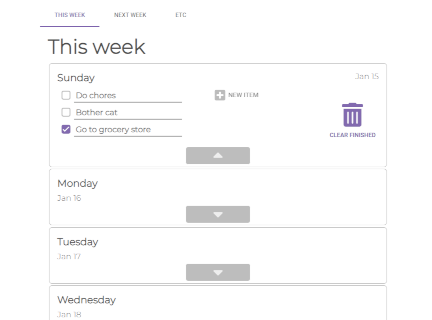 THIS WEEK NEXT WEEK ETC
This week
Sunday Jan 15
Do chores NEW ITEM
Bother cat
Go to grocery store
CLEAR FINISHED
Monday
Jan 16
Tuesday
Jan 17
Wednesday
Jan 18